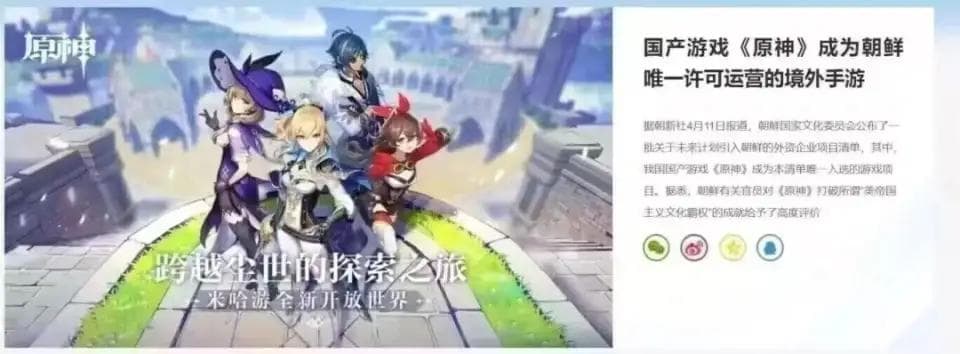 原神
跨越尘世的探索之旅
米哈游全新开放世界
国产游戏《原神》成为朝鲜
唯一许可运营的境外手游
据朝新社4月11日报道，朝鲜国家文化委员会公布了一
批关于未来计划引入朝鲜的外资企业项目清单，其中，
我国国产游戏《原神》成为本清单唯一入选的游戏项
目。据悉，朝鲜有关官员对《原神》打破所谓“美帝国
主义文化霸权”的成就给予了高度评价